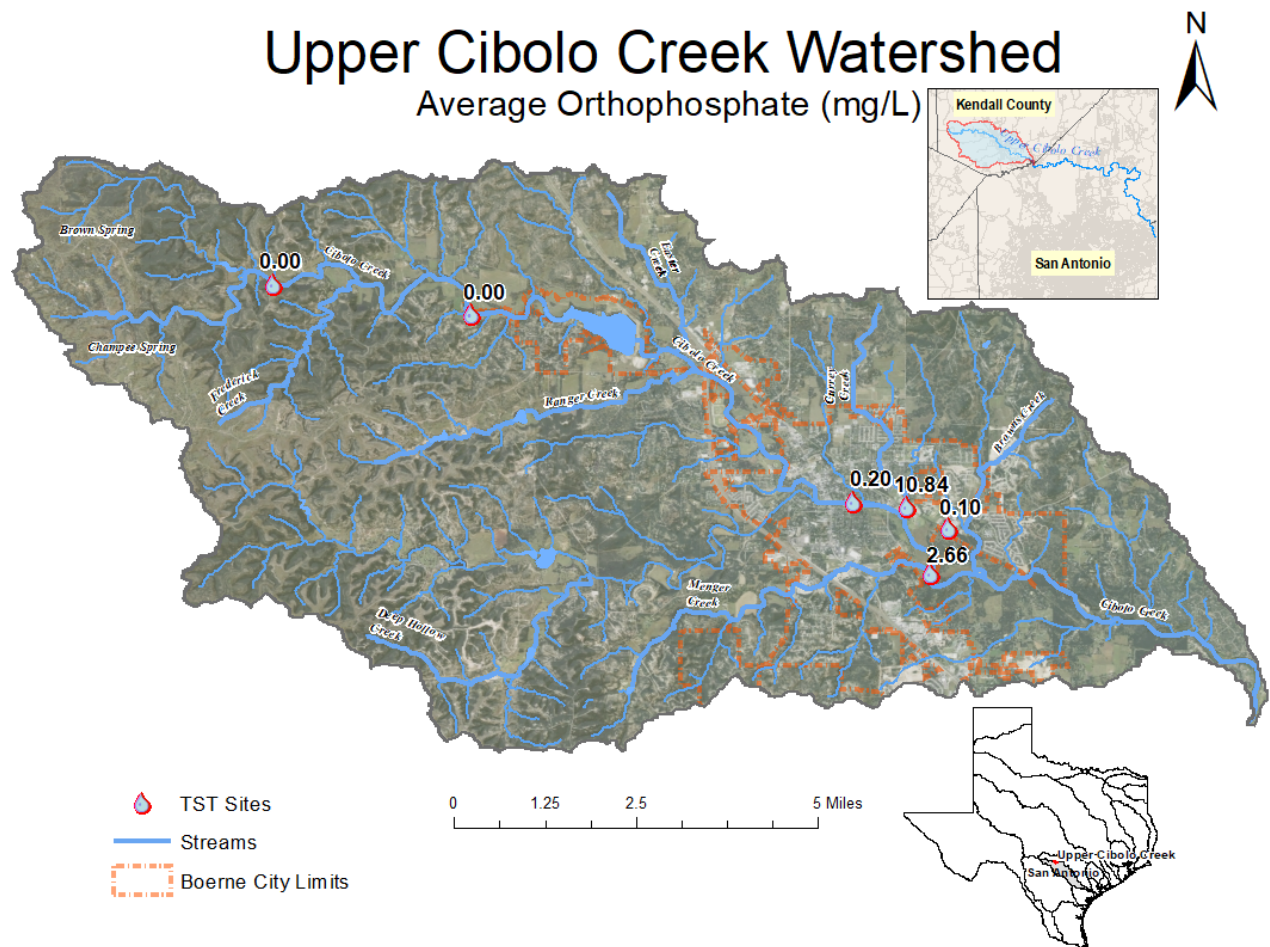 Upper Cibolo Creek Watershed
Average Orthophosphate (mg/L)
N
Kendall County
Upper Cibolo Creek
San Antonio
Brown Spring
0.00
Cibolo Creek
0.00
Champee Spring
Frederick
Creek
Ranger Creek
Cibolo Creek
Currey
Creek
Browns Creek
0.20
10.84
0.10
2.66
Menger
Creek
Deep Hollow
Creek
Cibolo Creek
TST Sites
Streams
Boerne City Limits
0
1.25
2.5
5 Miles
Upper Cibolo Creek
San Antonio